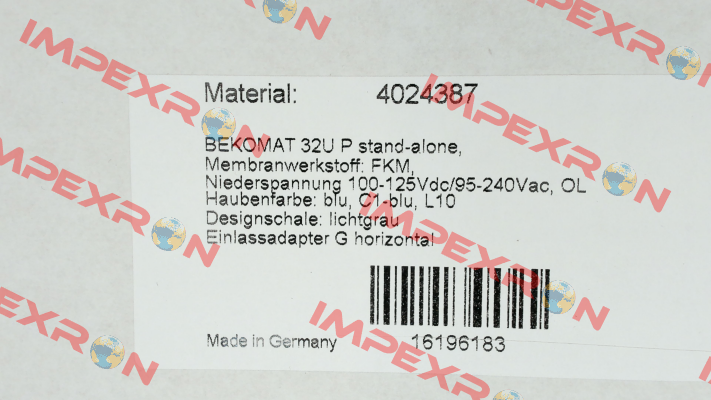 Material: 4024387
BEKOMAT 32U P stand-alone,
Membranwerkstoff: FKM,
Niederspannung 100-125Vdc/95-240Vac, OL
Haubenfarbe: blu, C1-blu, L10
Designschale: lichtgrau
Einlassadapter G horizontal
Made in Germany 16196183
IMPEXRON
IMPEXRON
IMPEXRON
IMPEXRON
IMPEXRON
IMPEXRON
IMPEXRON